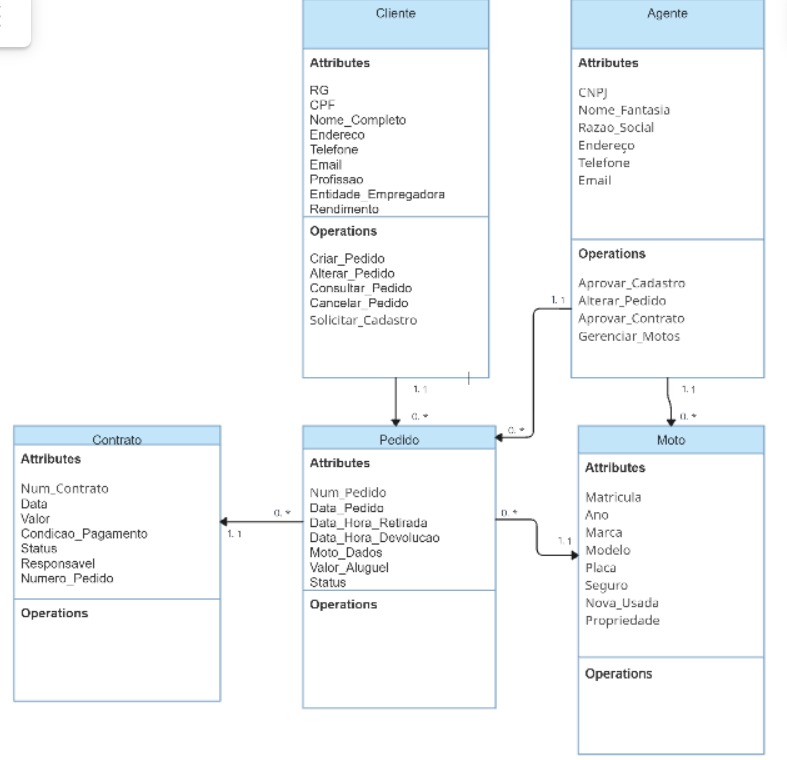 Cliente
Attributes
RG
CPF
Nome_Completo
Endereco
Telefone
Email
Profissao
Entidade_Empregadora
Rendimento
Operations
Criar_Pedido
Alterar_Pedido
Consultar_Pedido
Cancelar_Pedido
Solicitar_Cadastro
Agente
Attributes
CNPJ
Nome_Fantasia
Razao_Social
Endereço
Telefone
Email
Operations
Aprovar_Cadastro
Alterar_Pedido
Aprovar_Contrato
Gerenciar_Motos
1..1
1..1
0..*
0..*
1..1
0..*
Contrato
Attributes
Num_Contrato
Data
Valor
Condicao_Pagamento
Status
Responsavel
Numero_Pedido
Operations
0..*
1..1
Pedido
Attributes
Num_Pedido
Data_Pedido
Data_Hora_Retirada
Data_Hora_Devolucao
Moto_Dados
Valor_Aluguel
Status
Operations
0..*
1..1
Moto
Attributes
Matricula
Ano
Marca
Modelo
Placa
Seguro
Nova_Usada
Propriedade
Operations